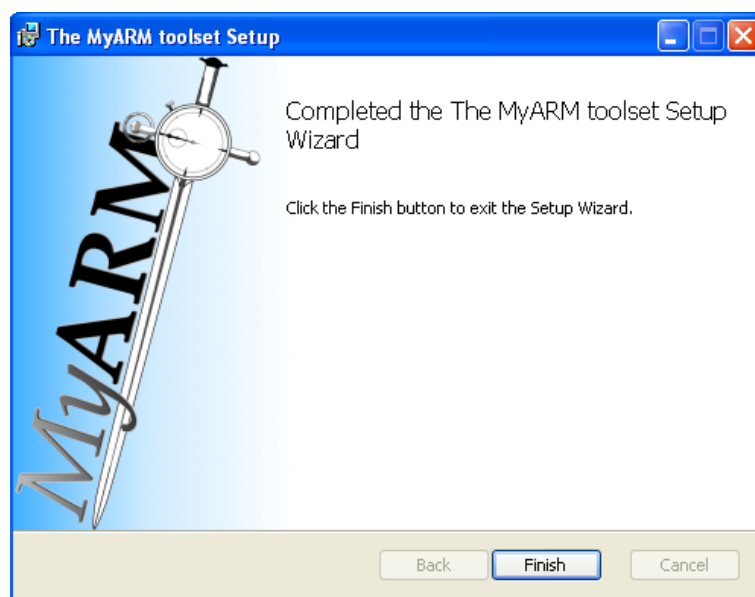 The MyARM toolset Setup
Completed the The MyARM toolset Setup
Wizard
Click the Finish button to exit the Setup Wizard.
MyARM
Back
Finish
Cancel